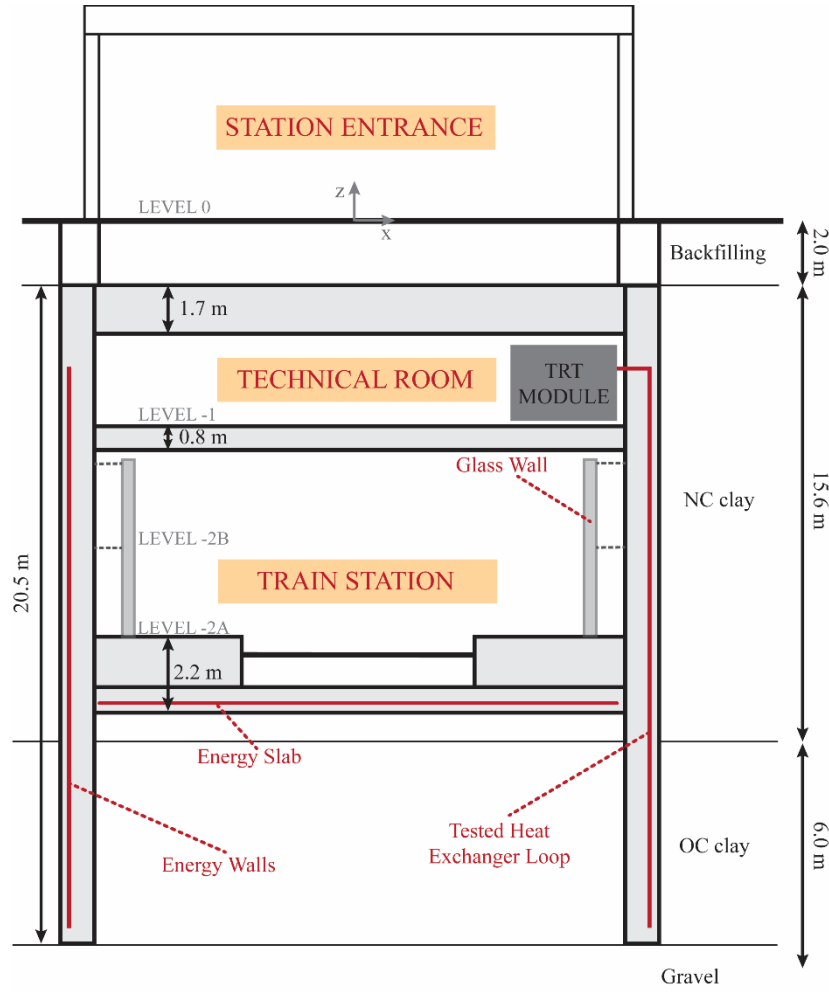 STATION ENTRANCE
z
LEVEL 0
x
2.0 m
Backfilling
1.7 m
TECHNICAL ROOM
TRT
MODULE
LEVEL -1
0.8 m
Glass Wall
NC clay
15.6 m
LEVEL -2B
20.5 m
TRAIN STATION
LEVEL -2A
2.2 m
Energy Slab
Tested Heat
Exchanger Loop
Energy Walls
OC clay
6.0 m
Gravel